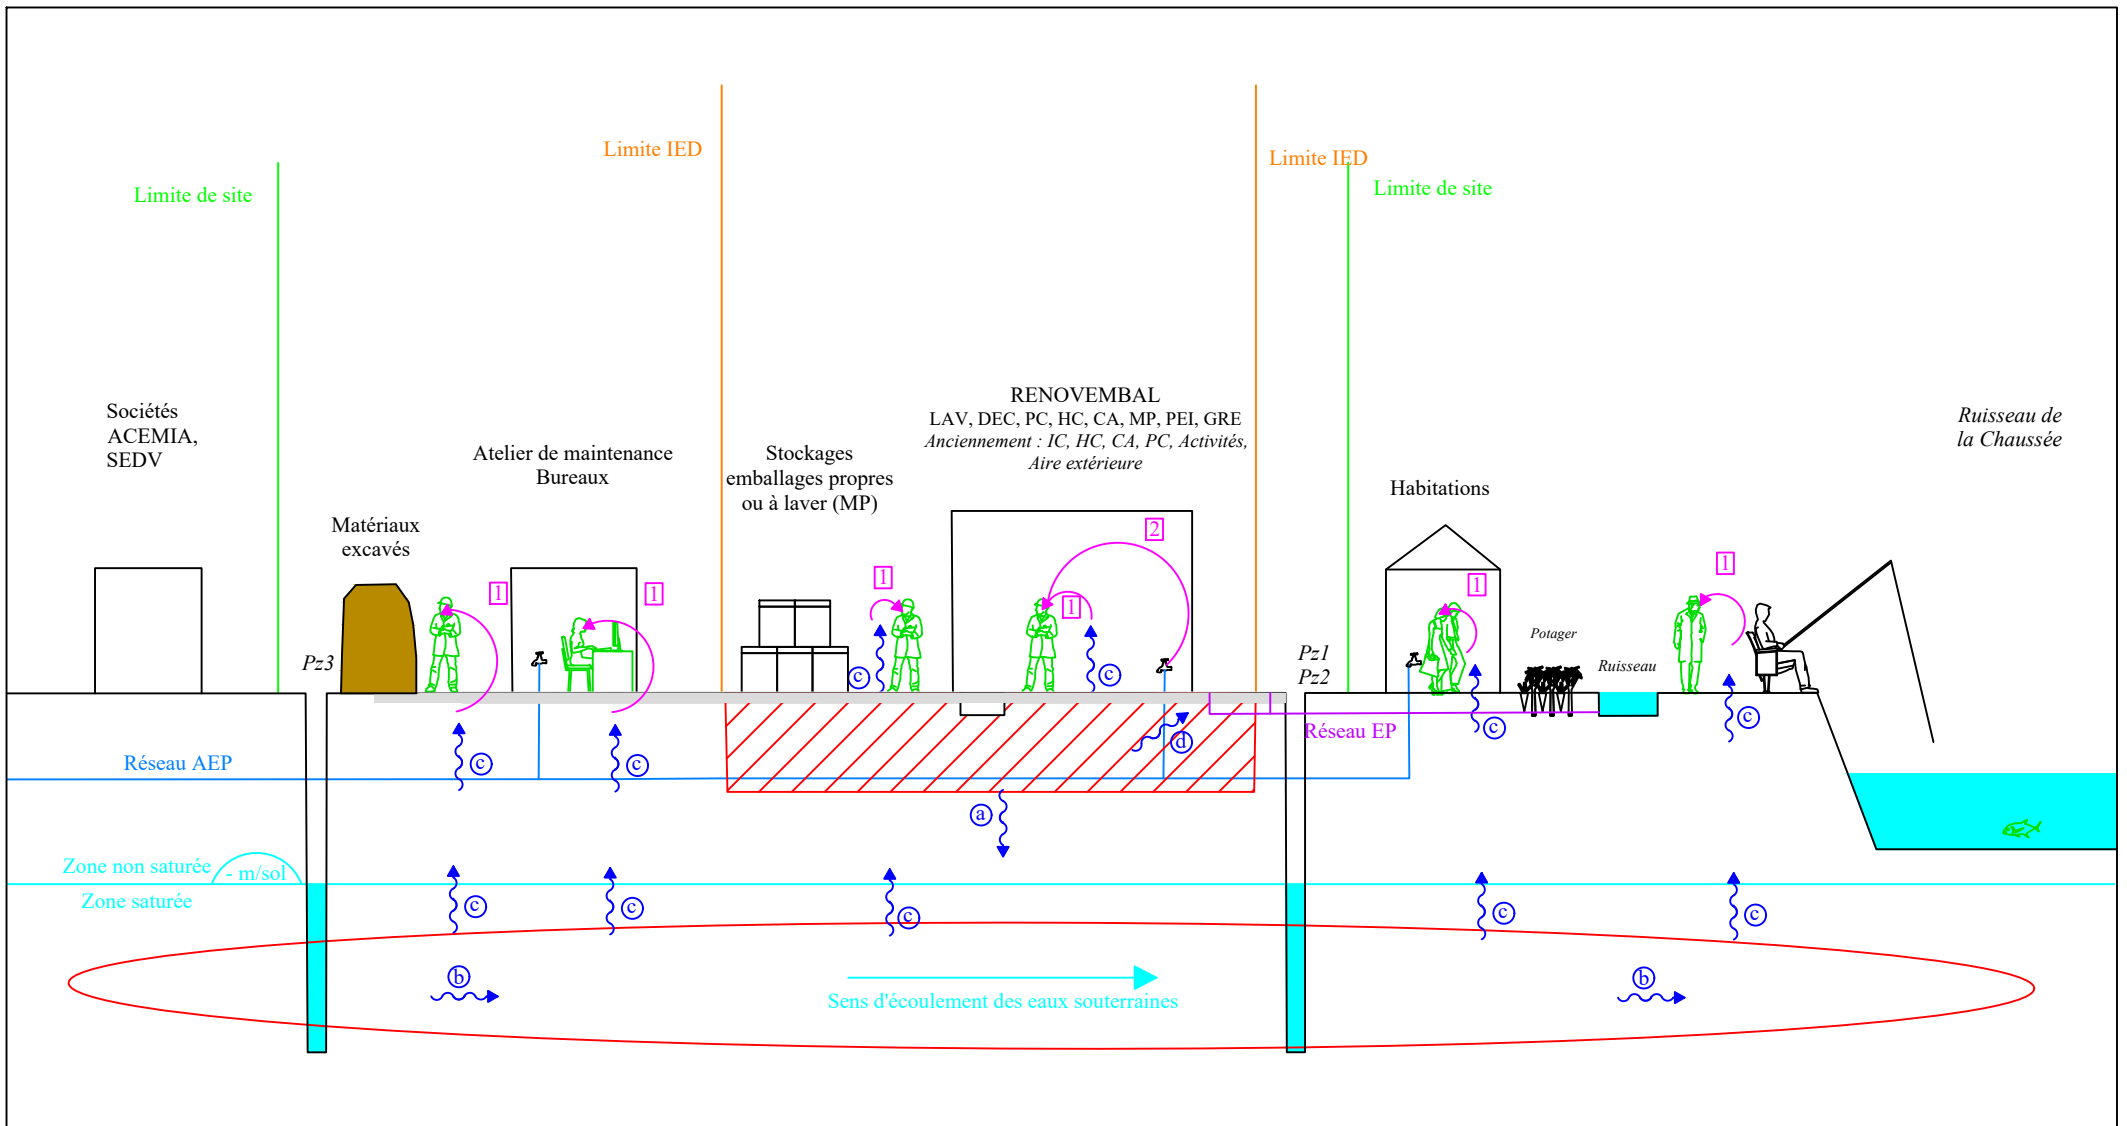 Limite IED
Limite IED
Limite de site
Limite de site
RENOVEMBAL
LAV, DEC, PC, HC, CA, MP, PEI, GRE
Anciennement : IC, HC, CA, PC, Activités,
Aire extérieure
Sociétés
ACEMIA,
SEDV
Ruisseau de
la Chaussée
Atelier de maintenance
Bureaux
Stockages
emballages propres
ou à laver (MP)
Habitations
Matériaux
excavés
2
1
1
1
1
1
1
Potager
Pz3
Pz1
Pz2
Ruisseau
c
c
c
c
c
d
Réseau EP
Réseau AEP
c
c
a
Zone non saturée
- m/sol
Zone saturée
c
c
c
c
c
b
b
Sens d'écoulement des eaux souterraines